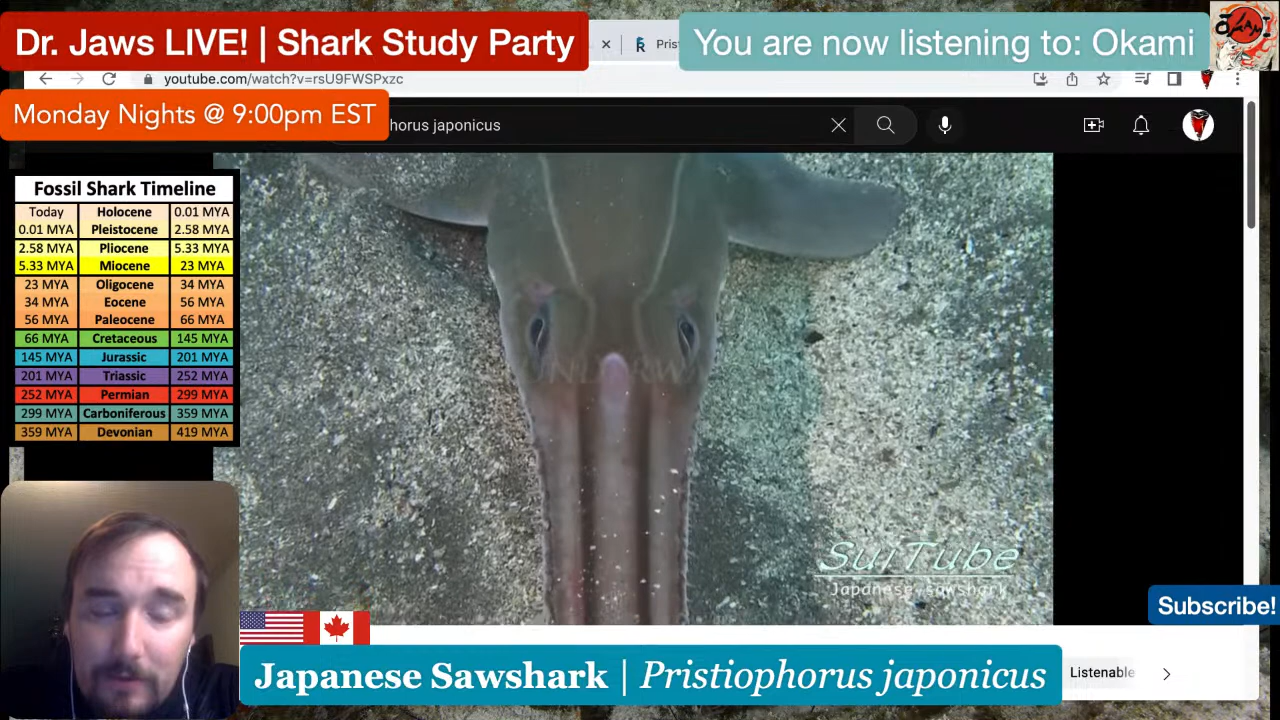 Dr. Jaws LIVE! | Shark Study Party
You are now listening to: Okami
Pris
youtube.com/watch?v=rsU9FWSPxzc
Monday Nights @ 9:00pm EST
horus japonicus
Fossil Shark Timeline
Today Holocene 0.01 MYA
0.01 MYA Pleistocene 2.58 MYA
2.58 MYA Pliocene 5.33 MYA
5.33 MYA Miocene 23 MYA
23 MYA Oligocene 34 MYA
34 MYA Eocene 56 MYA
56 MYA Paleocene 66 MYA
66 MYA Cretaceous 145 MYA
145 MYA Jurassic 201 MYA
201 MYA Triassic 252 MYA
252 MYA Permian 299 MYA
299 MYA Carboniferous 359 MYA
359 MYA Devonian 419 MYA
SuiTube
Japanese sawshark
Subscribe!
Japanese Sawshark | Pristiophorus japonicus
Listenable